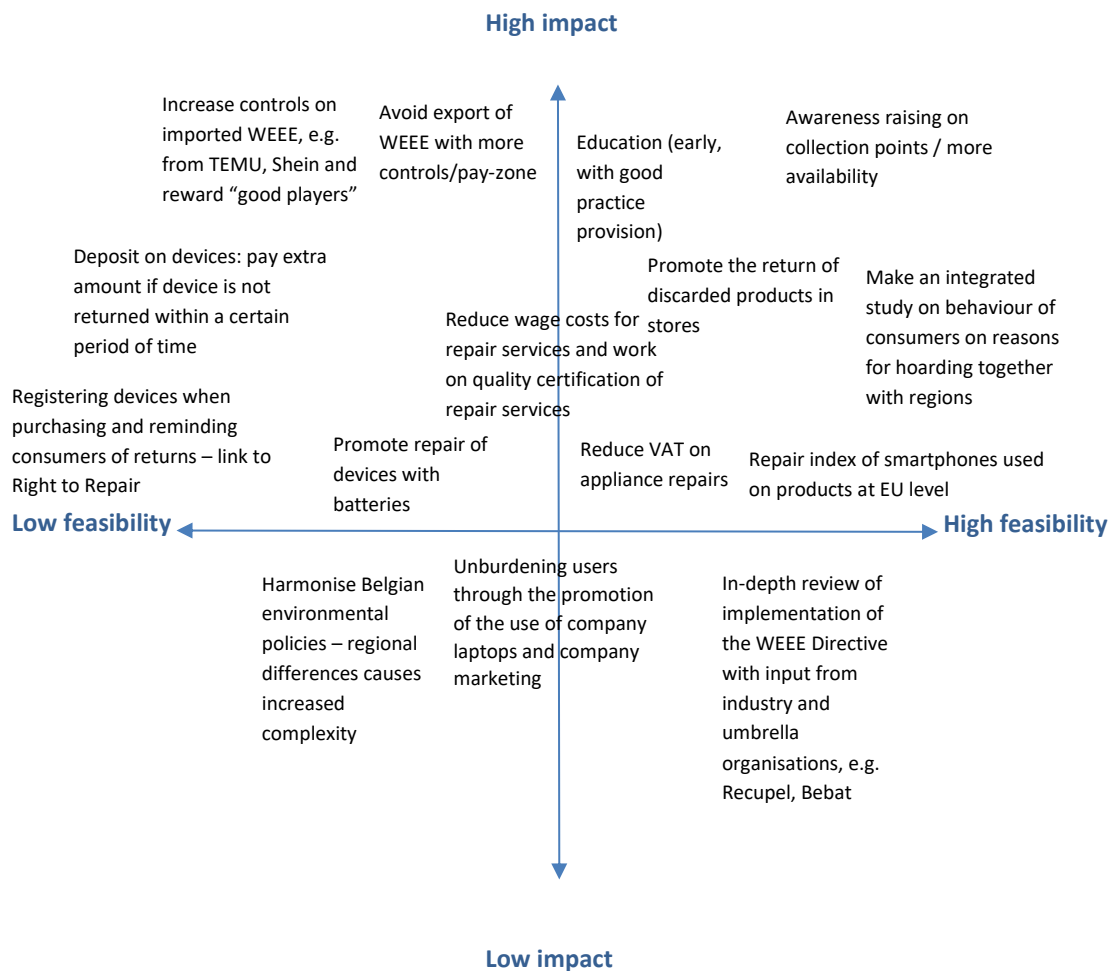 High impact
Increase controls on
imported WEEE, e.g.
from TEMU, Shein and
reward “good players”
Avoid export of
WEEE with more
controls/pay-zone
Education (early,
with good
practice
provision)
Awareness raising on
collection points / more
availability
Deposit on devices: pay extra
amount if device is not
returned within a certain
period of time
Reduce wage costs for
repair services and work
on quality certification of
repair services
Promote the return of
discarded products in
stores
Make an integrated
study on behaviour of
consumers on reasons
for hoarding together
with regions
Registering devices when
purchasing and reminding
consumers of returns – link to
Right to Repair
Promote repair of
devices with
batteries
Reduce VAT on
appliance repairs
Repair index of smartphones used
on products at EU level
Low feasibility
High feasibility
Harmonise Belgian
environmental
policies – regional
differences causes
increased
complexity
Unburdening users
through the promotion
of the use of company
laptops and company
marketing
In-depth review of
implementation of
the WEEE Directive
with input from
industry and
umbrella
organisations, e.g.
Recupel, Bebat
Low impact